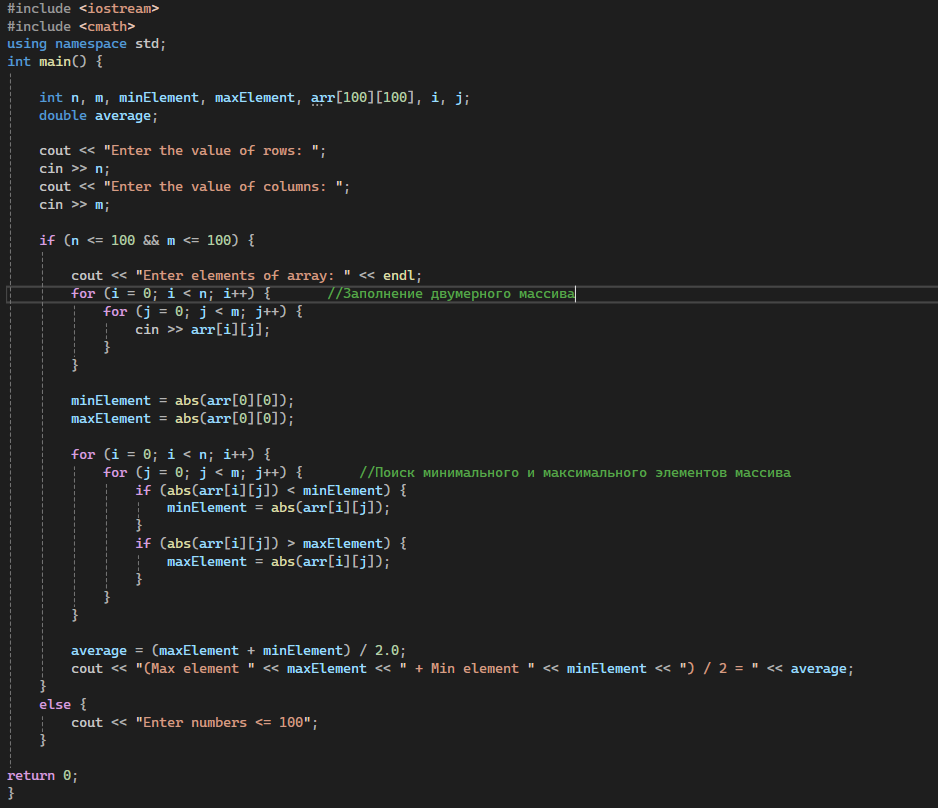 #include <iostream>
#include <cmath>
using namespace std;
int main() {
int n, m, minElement, maxElement, arr[100][100], i, j;
double average;
cout << "Enter the value of rows: ";
cin >> n;
cout << "Enter the value of columns: ";
cin >> m;
if (n <= 100 && m <= 100) {
cout << "Enter elements of array: " << endl;
for (i = 0; i < n; i++) { //Заполнение двумерного массива
for (j = 0; j < m; j++) {
cin >> arr[i][j];
}
}
minElement = abs(arr[0][0]);
maxElement = abs(arr[0][0]);
for (i = 0; i < n; i++) {
for (j = 0; j < m; j++) { //Поиск минимального и максимального элементов массива
if (abs(arr[i][j]) < minElement) {
minElement = abs(arr[i][j]);
}
if (abs(arr[i][j]) > maxElement) {
maxElement = abs(arr[i][j]);
}
}
}
average = (maxElement + minElement) / 2.0;
cout << "(Max element " << maxElement << " + Min element " << minElement << ") / 2 = " << average;
}
else {
cout << "Enter numbers <= 100";
}
return 0;
}